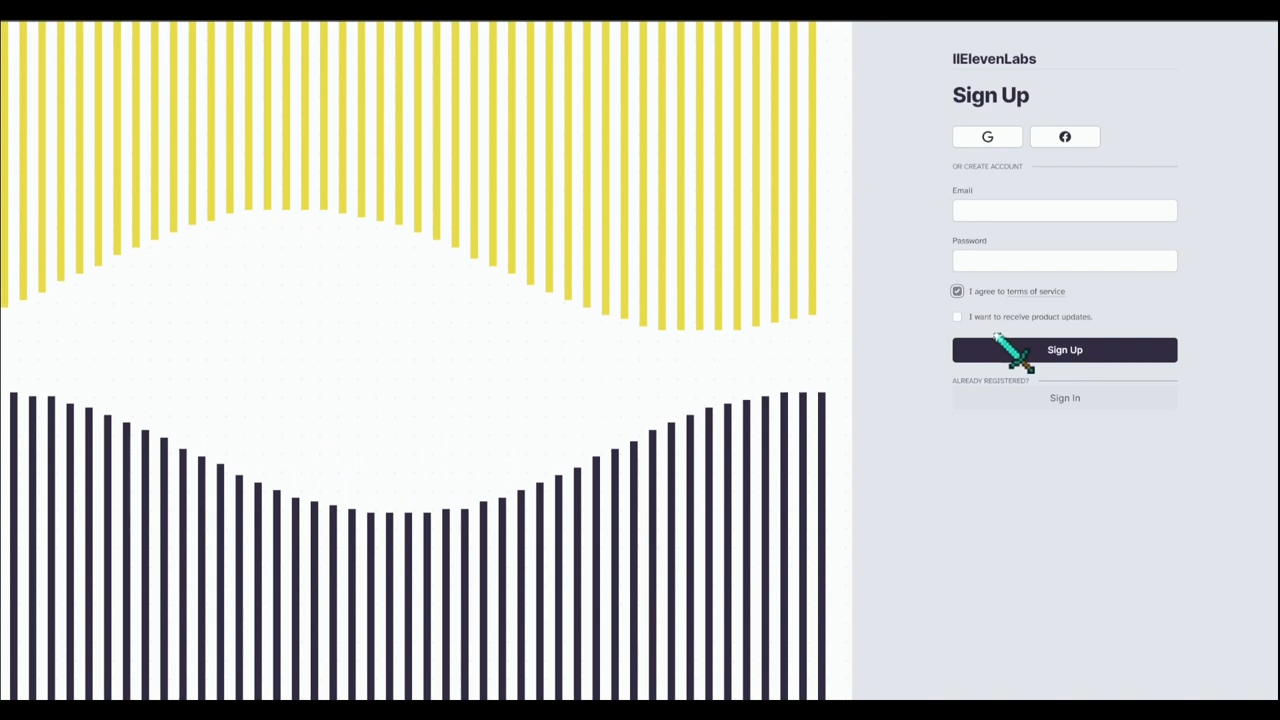 IIElevenLabs
Sign Up
G
OR CREATE ACCOUNT
Email
Password
I agree to terms of service
I want to receive product updates.
Sign Up
ALREADY REGISTERED?
Sign In